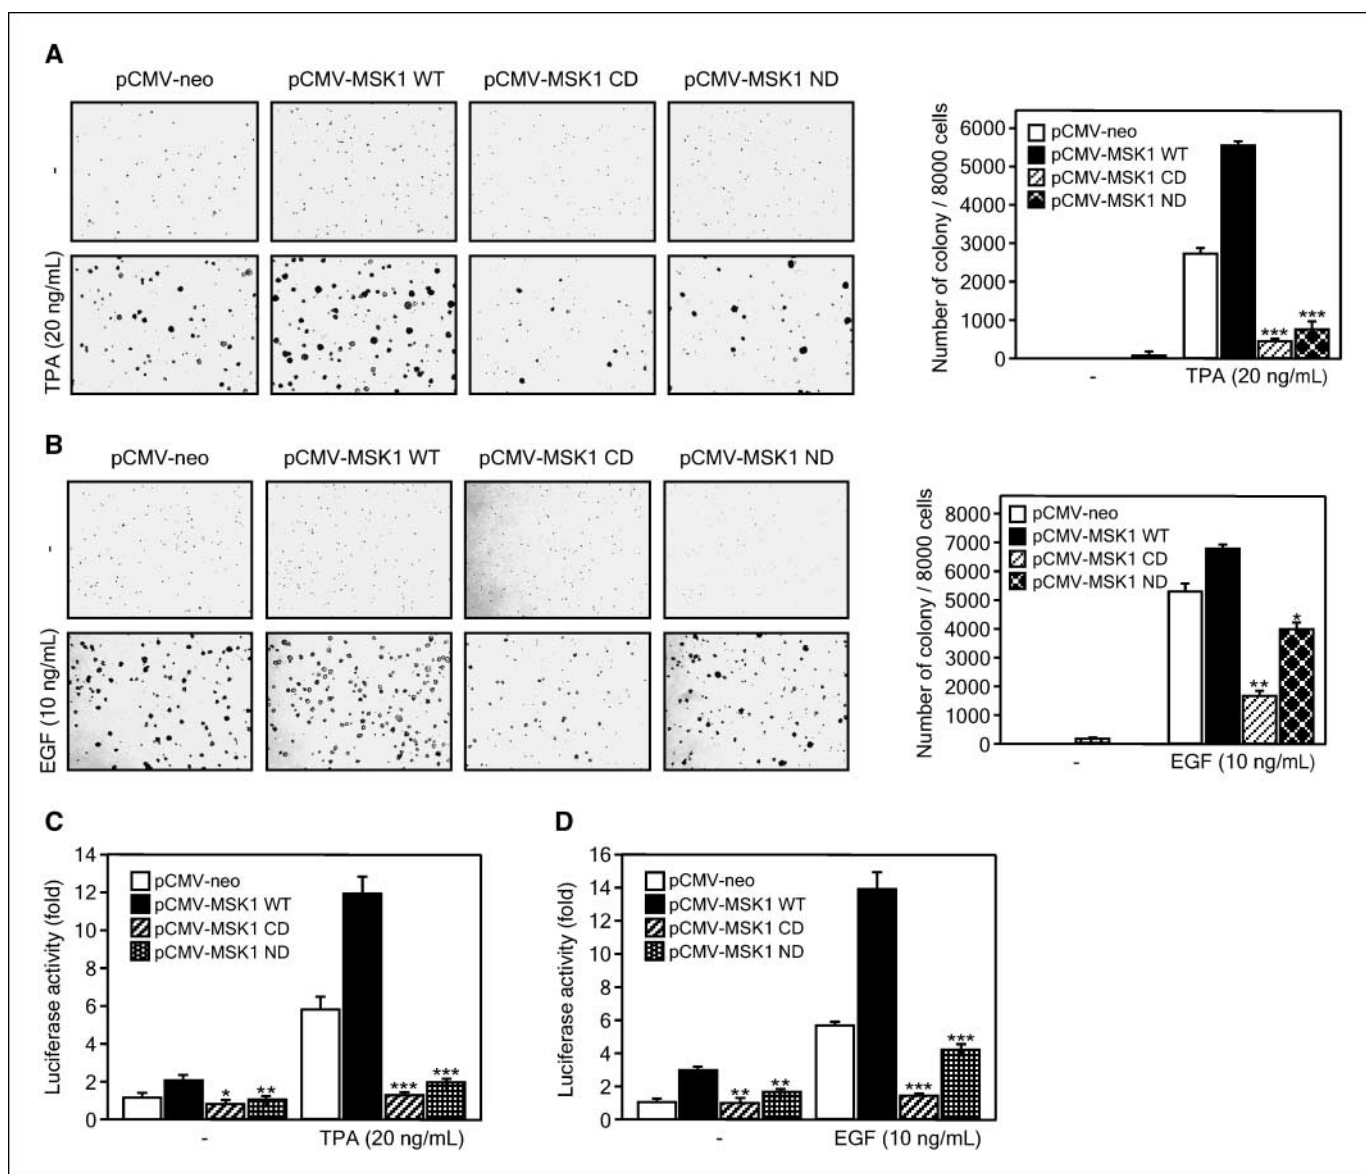 A
pCMV-neo pCMV-MSK1 WT pCMV-MSK1 CD pCMV-MSK1 ND
-
TPA (20 ng/mL)
Number of colony / 8000 cells
6000
5000
4000
3000
2000
1000
0
pCMV-neo
pCMV-MSK1 WT
pCMV-MSK1 CD
pCMV-MSK1 ND
*** ***
- TPA (20 ng/mL)
B
pCMV-neo pCMV-MSK1 WT pCMV-MSK1 CD pCMV-MSK1 ND
-
EGF (10 ng/mL)
Number of colony / 8000 cells
8000
7000
6000
5000
4000
3000
2000
1000
0
pCMV-neo
pCMV-MSK1 WT
pCMV-MSK1 CD
pCMV-MSK1 ND
** *
- EGF (10 ng/mL)
C
Luciferase activity (fold)
14
12
10
8
6
4
2
0
pCMV-neo
pCMV-MSK1 WT
pCMV-MSK1 CD
pCMV-MSK1 ND
* ** *** ***
- TPA (20 ng/mL)
D
Luciferase activity (fold)
16
14
12
10
8
6
4
2
0
pCMV-neo
pCMV-MSK1 WT
pCMV-MSK1 CD
pCMV-MSK1 ND
** ** *** ***
- EGF (10 ng/mL)